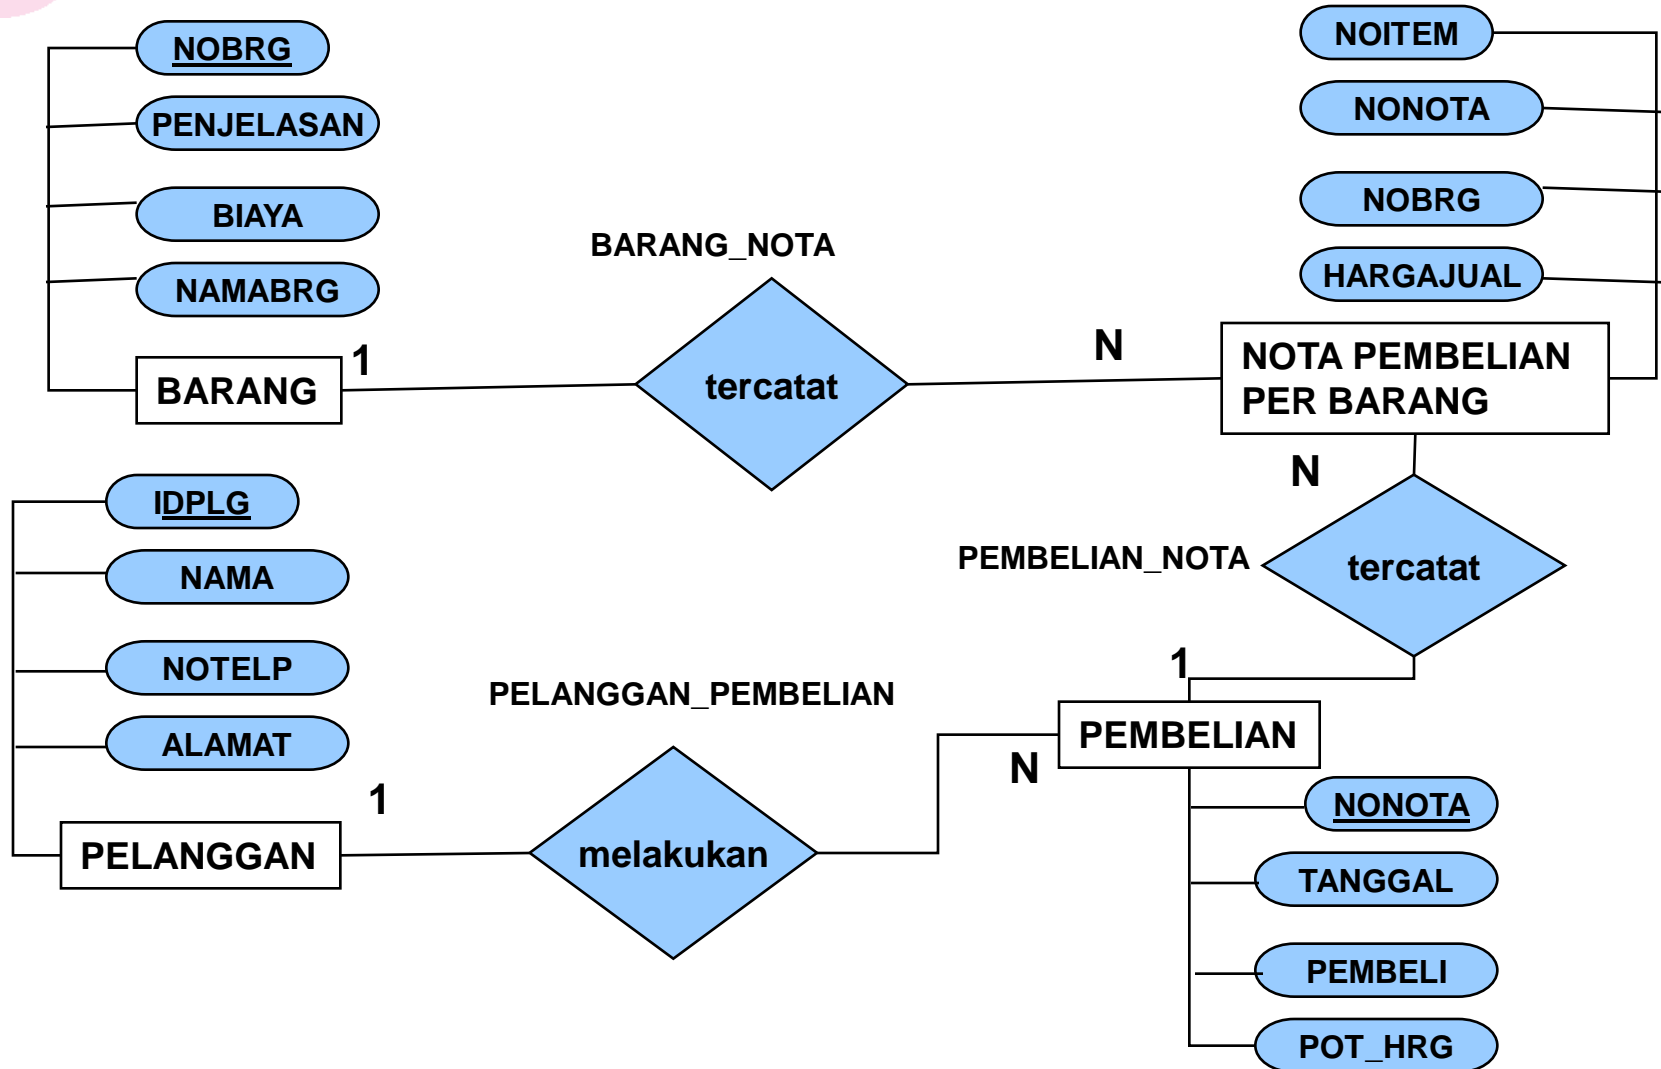 NOBRG
PENJELASAN
BIAYA
NAMABRG
BARANG
1
BARANG_NOTA
tercatat
N
NOITEM
NONOTA
NOBRG
HARGAJUAL
NOTA PEMBELIAN
PER BARANG
N
PEMBELIAN_NOTA
tercatat
1
IDPLG
NAMA
NOTELP
ALAMAT
PELANGGAN
1
PELANGGAN_PEMBELIAN
melakukan
N
PEMBELIAN
NONOTA
TANGGAL
PEMBELI
POT_HRG